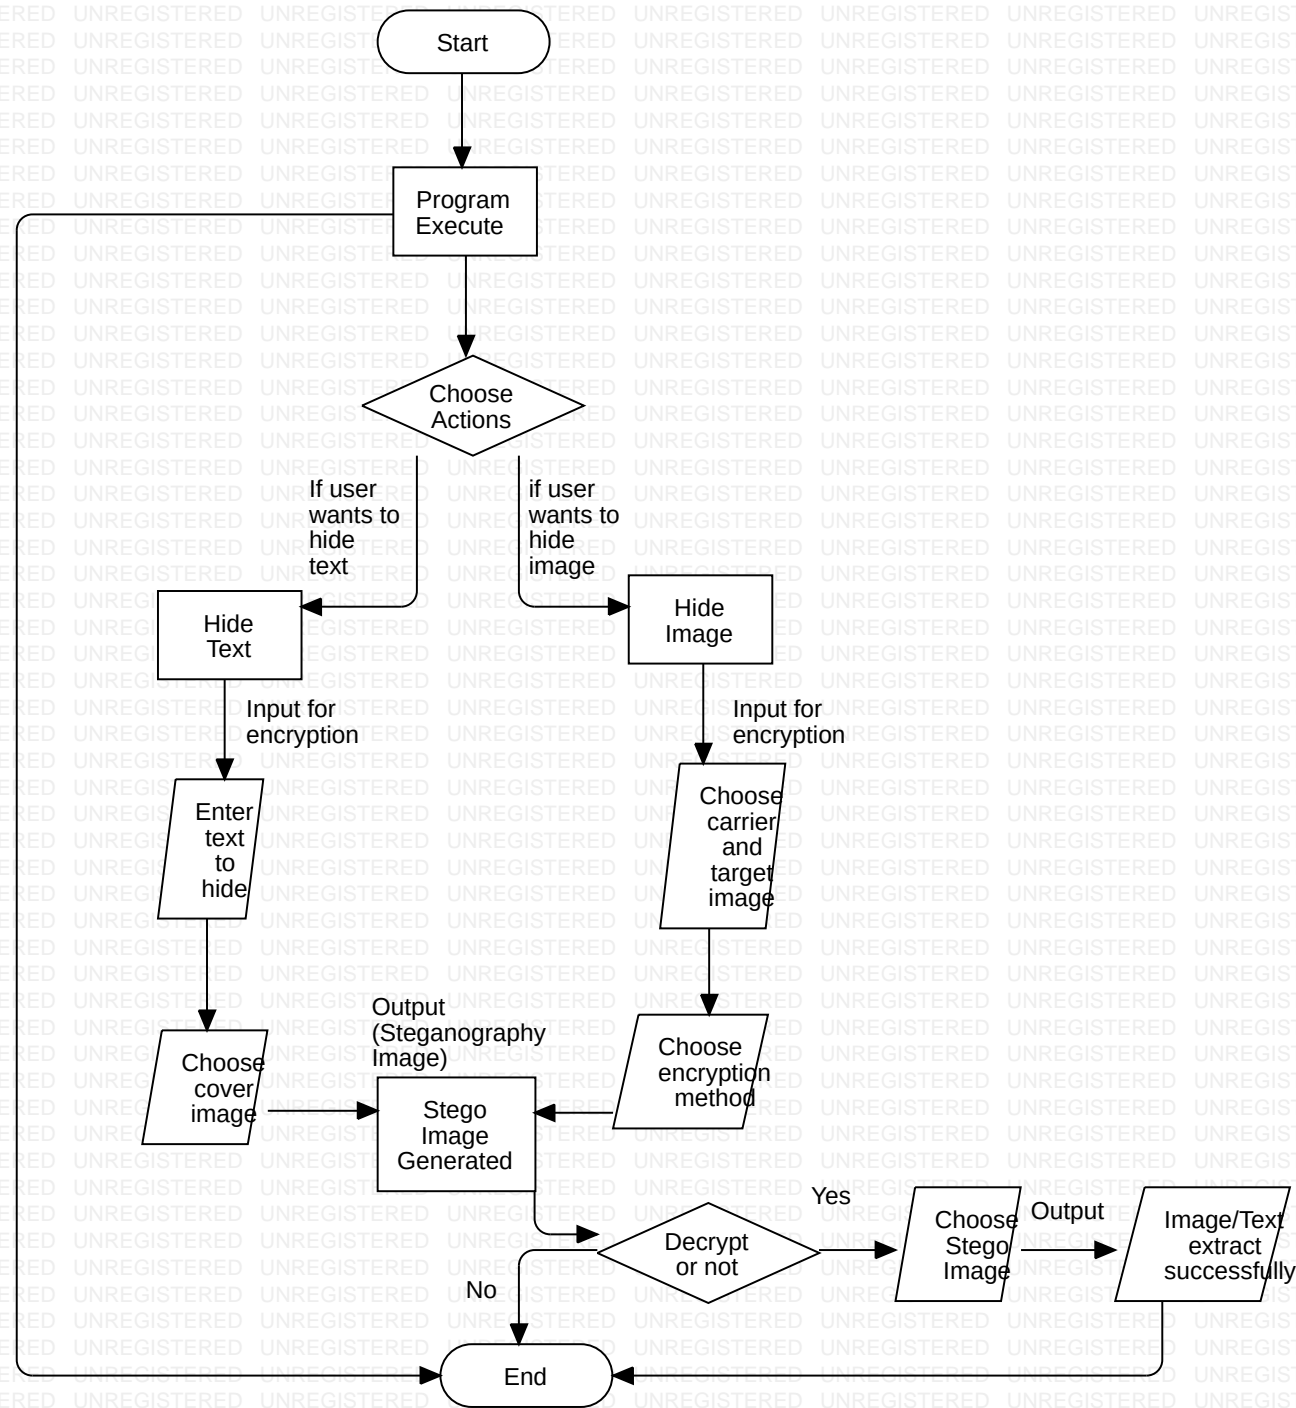 Start
Program
Execute
Choose
Actions
If user
wants to
hide
text
if user
wants to
hide
image
Hide
Text
Hide
Image
Input for
encryption
Input for
encryption
Enter
text
to
hide
Choose
carrier
and
target
image
Choose
cover
image
Output
(Steganography
Image)
Stego
Image
Generated
Choose
encryption
method
Decrypt
or not
Yes
No
Choose
Stego
Image
Output
Image/Text
extract
successfully
End
UNREGISTERED